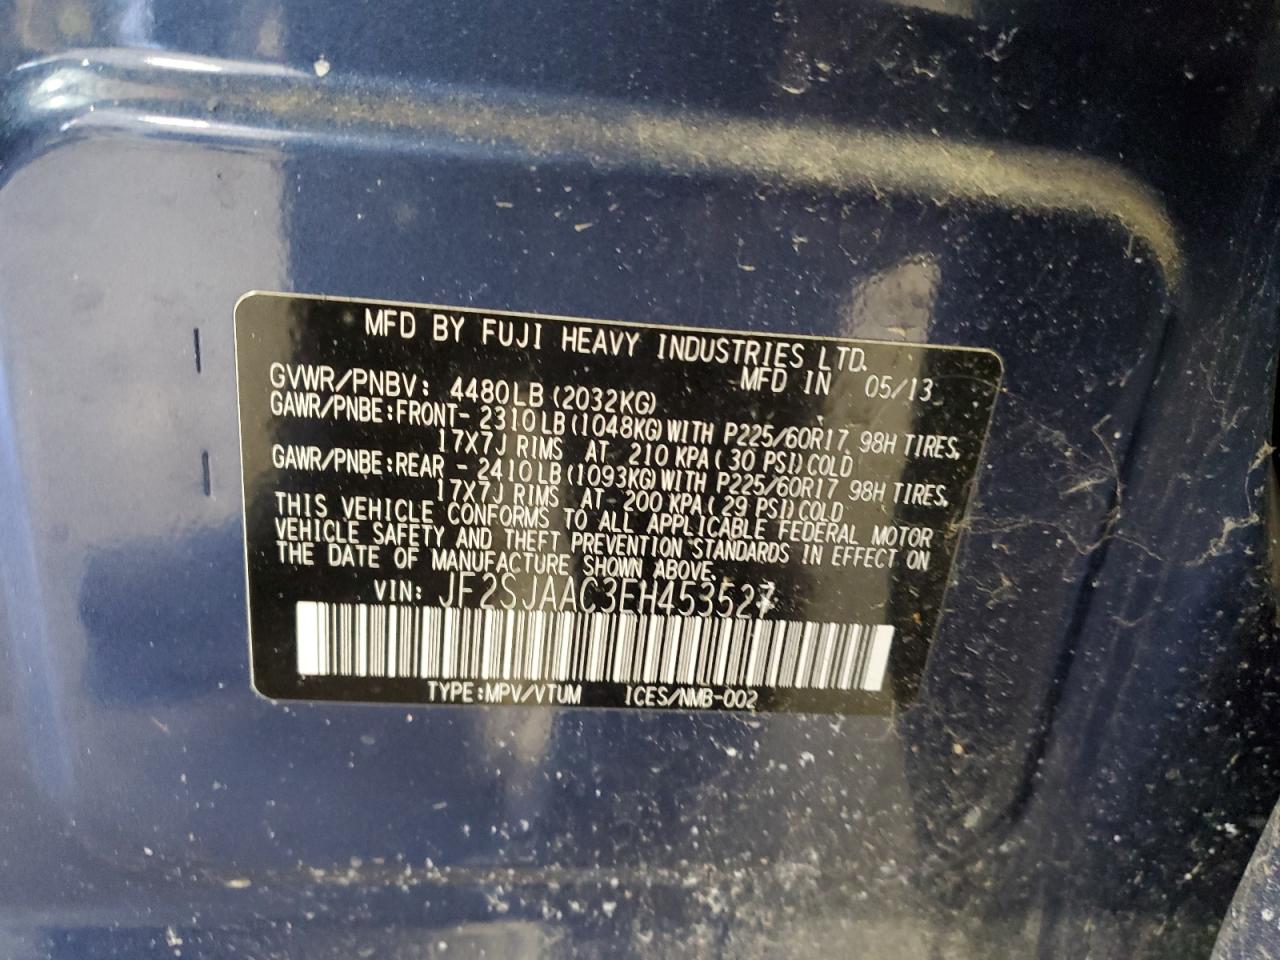 MFD BY FUJI HEAVY INDUSTRIES LTD.
MFD IN 05/13
GVWR/PNBV: 4480LB (2032KG)
GAWR/PNBE:FRONT- 2310LB(1048KG)WITH P225/60R17 98H TIRES,
17X7J RIMS AT 210 KPA(30 PSI)COLD
GAWR/PNBE:REAR - 2410LB(1093KG)WITH P225/60R17 98H TIRES,
17X7J RIMS AT 200 KPA(29 PSI)COLD
THIS VEHICLE CONFORMS TO ALL APPLICABLE FEDERAL MOTOR
VEHICLE SAFETY AND THEFT PREVENTION STANDARDS IN EFFECT ON
THE DATE OF MANUFACTURE SHOWN ABOVE.
VIN: JF2SJAAC3EH453527
TYPE:MPV/VTUM ICES/NMB-002